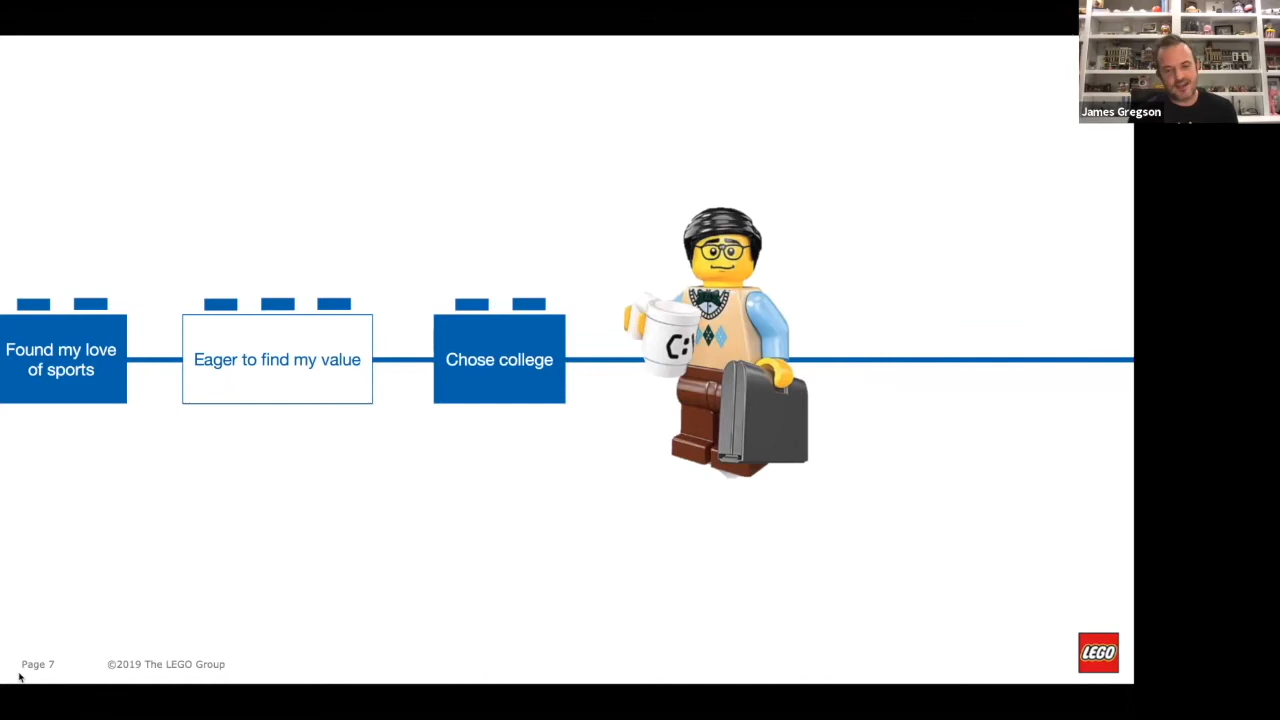 James Gregson
Found my love
of sports
Eager to find my value
Chose college
C:\
Page 7
©2019 The LEGO Group
LEGO